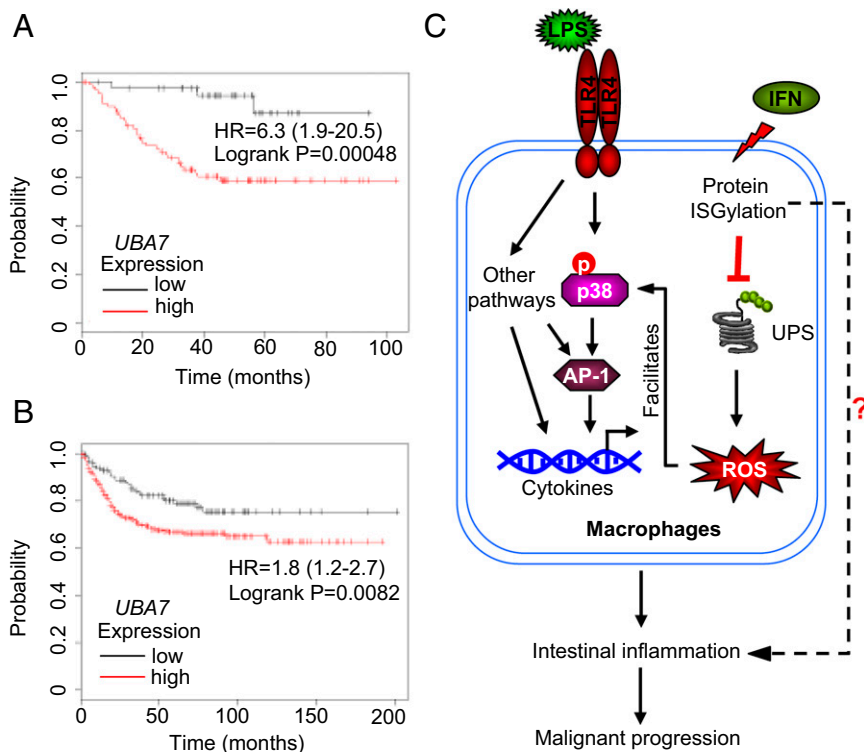 A
1.0
0.8
0.6
0.4
0.2
0
Probability
HR=6.3 (1.9-20.5)
Logrank P=0.00048
UBA7
Expression
low
high
0 20 40 60 80 100
Time (months)
B
1.0
0.8
0.6
0.4
0.2
0
Probability
HR=1.8 (1.2-2.7)
Logrank P=0.0082
UBA7
Expression
low
high
0 50 100 150 200
Time (months)
C
LPS
TLR4
TLR4
IFN
Protein
ISGylation
Other
pathways
p
p38
UPS
AP-1
Facilitates
?
ROS
Cytokines
Macrophages
Intestinal inflammation
Malignant progression